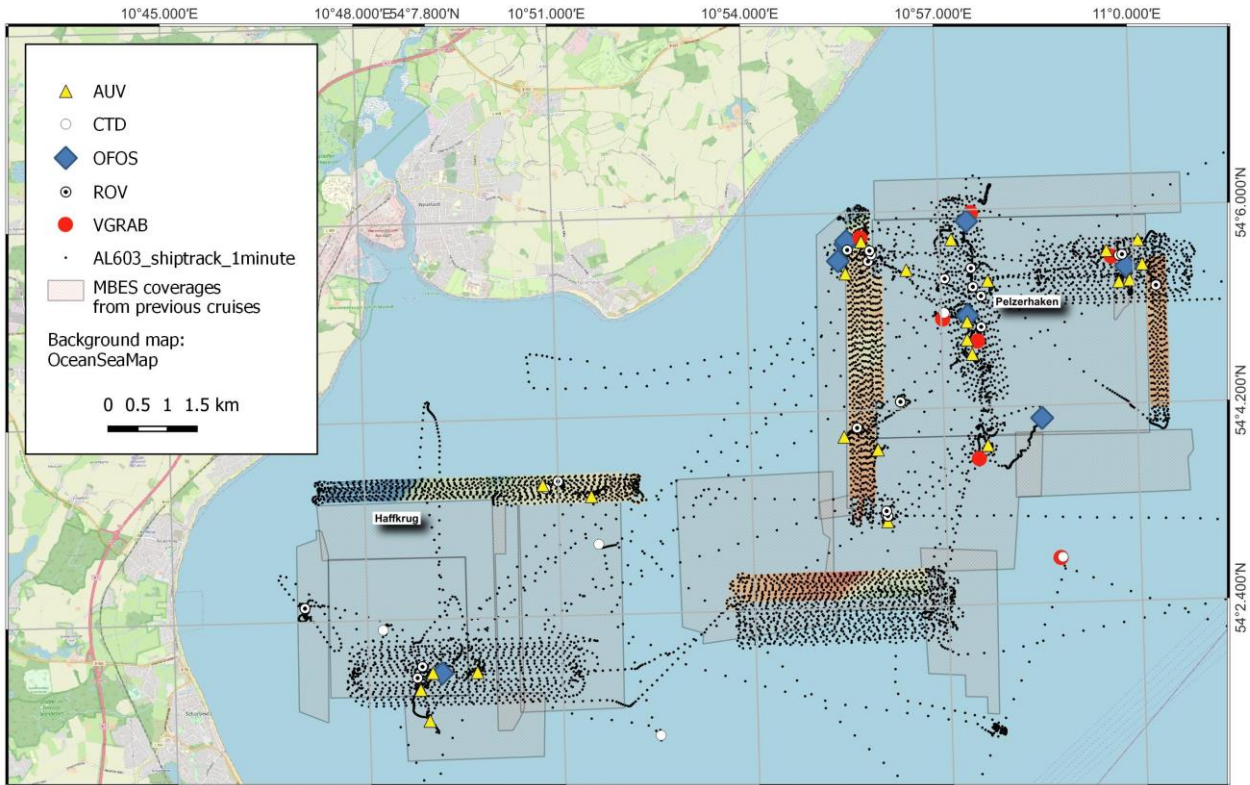 10°45.000'E 10°48.000'E 54°7.800'N 10°51.000'E 10°54.000'E 10°57.000'E 11°0.000'E
AUV
CTD
OFOS
ROV
VGRAB
AL603_shiptrack_1minute
MBES coverages
from previous cruises
Background map:
OceanSeaMap
0 0.5 1 1.5 km
54°6.000'N
Pelzerhaken
54°4.200'N
Haffkrug
54°2.400'N